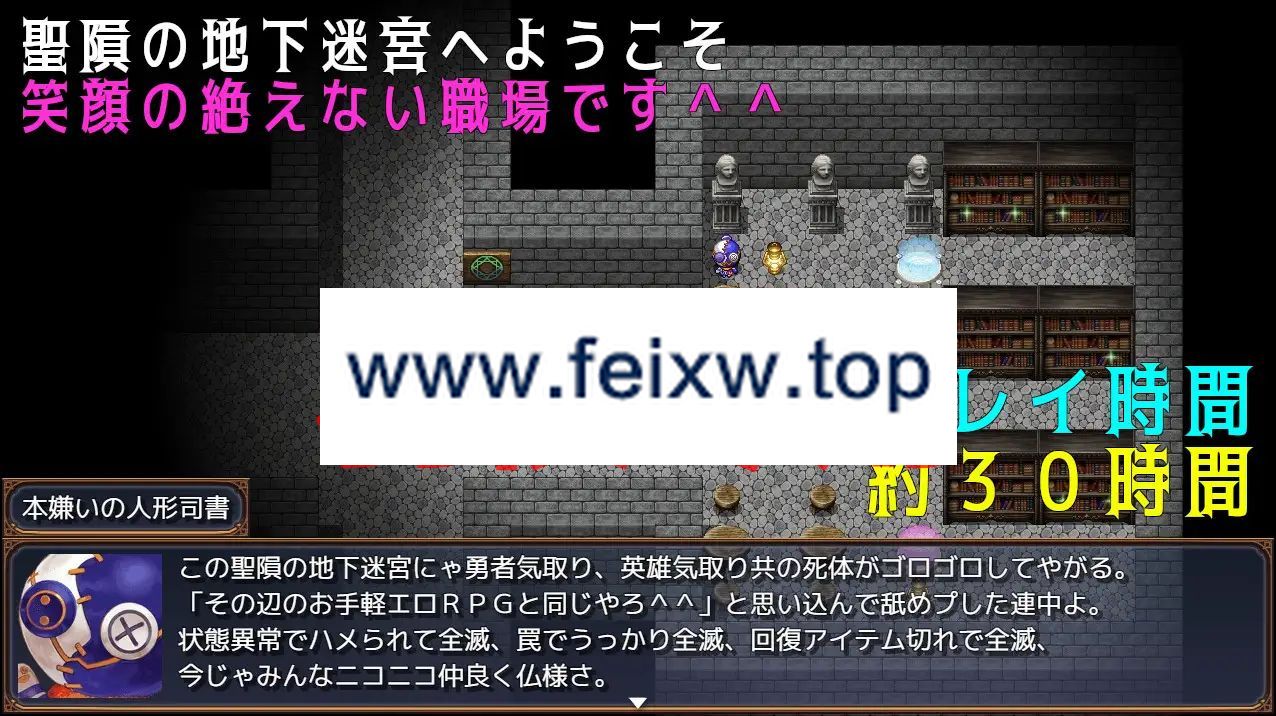 聖隕の地下迷宮へようこそ
笑顔の絶えない職場です^^
www.feixw.top
レイ時間
約30時間
本嫌いの人形司書
この聖隕の地下迷宮にゃ勇者気取り、英雄気取り共の死体がゴロゴロしてやがる。
「その辺のお手軽エロRPGと同じやろ^^」と思い込んで舐めプした連中よ。
状態異常でハメられて全滅、罠でうっかり全滅、回復アイテム切れで全滅、
今じゃみんなニコニコ仲良く仏様さ。